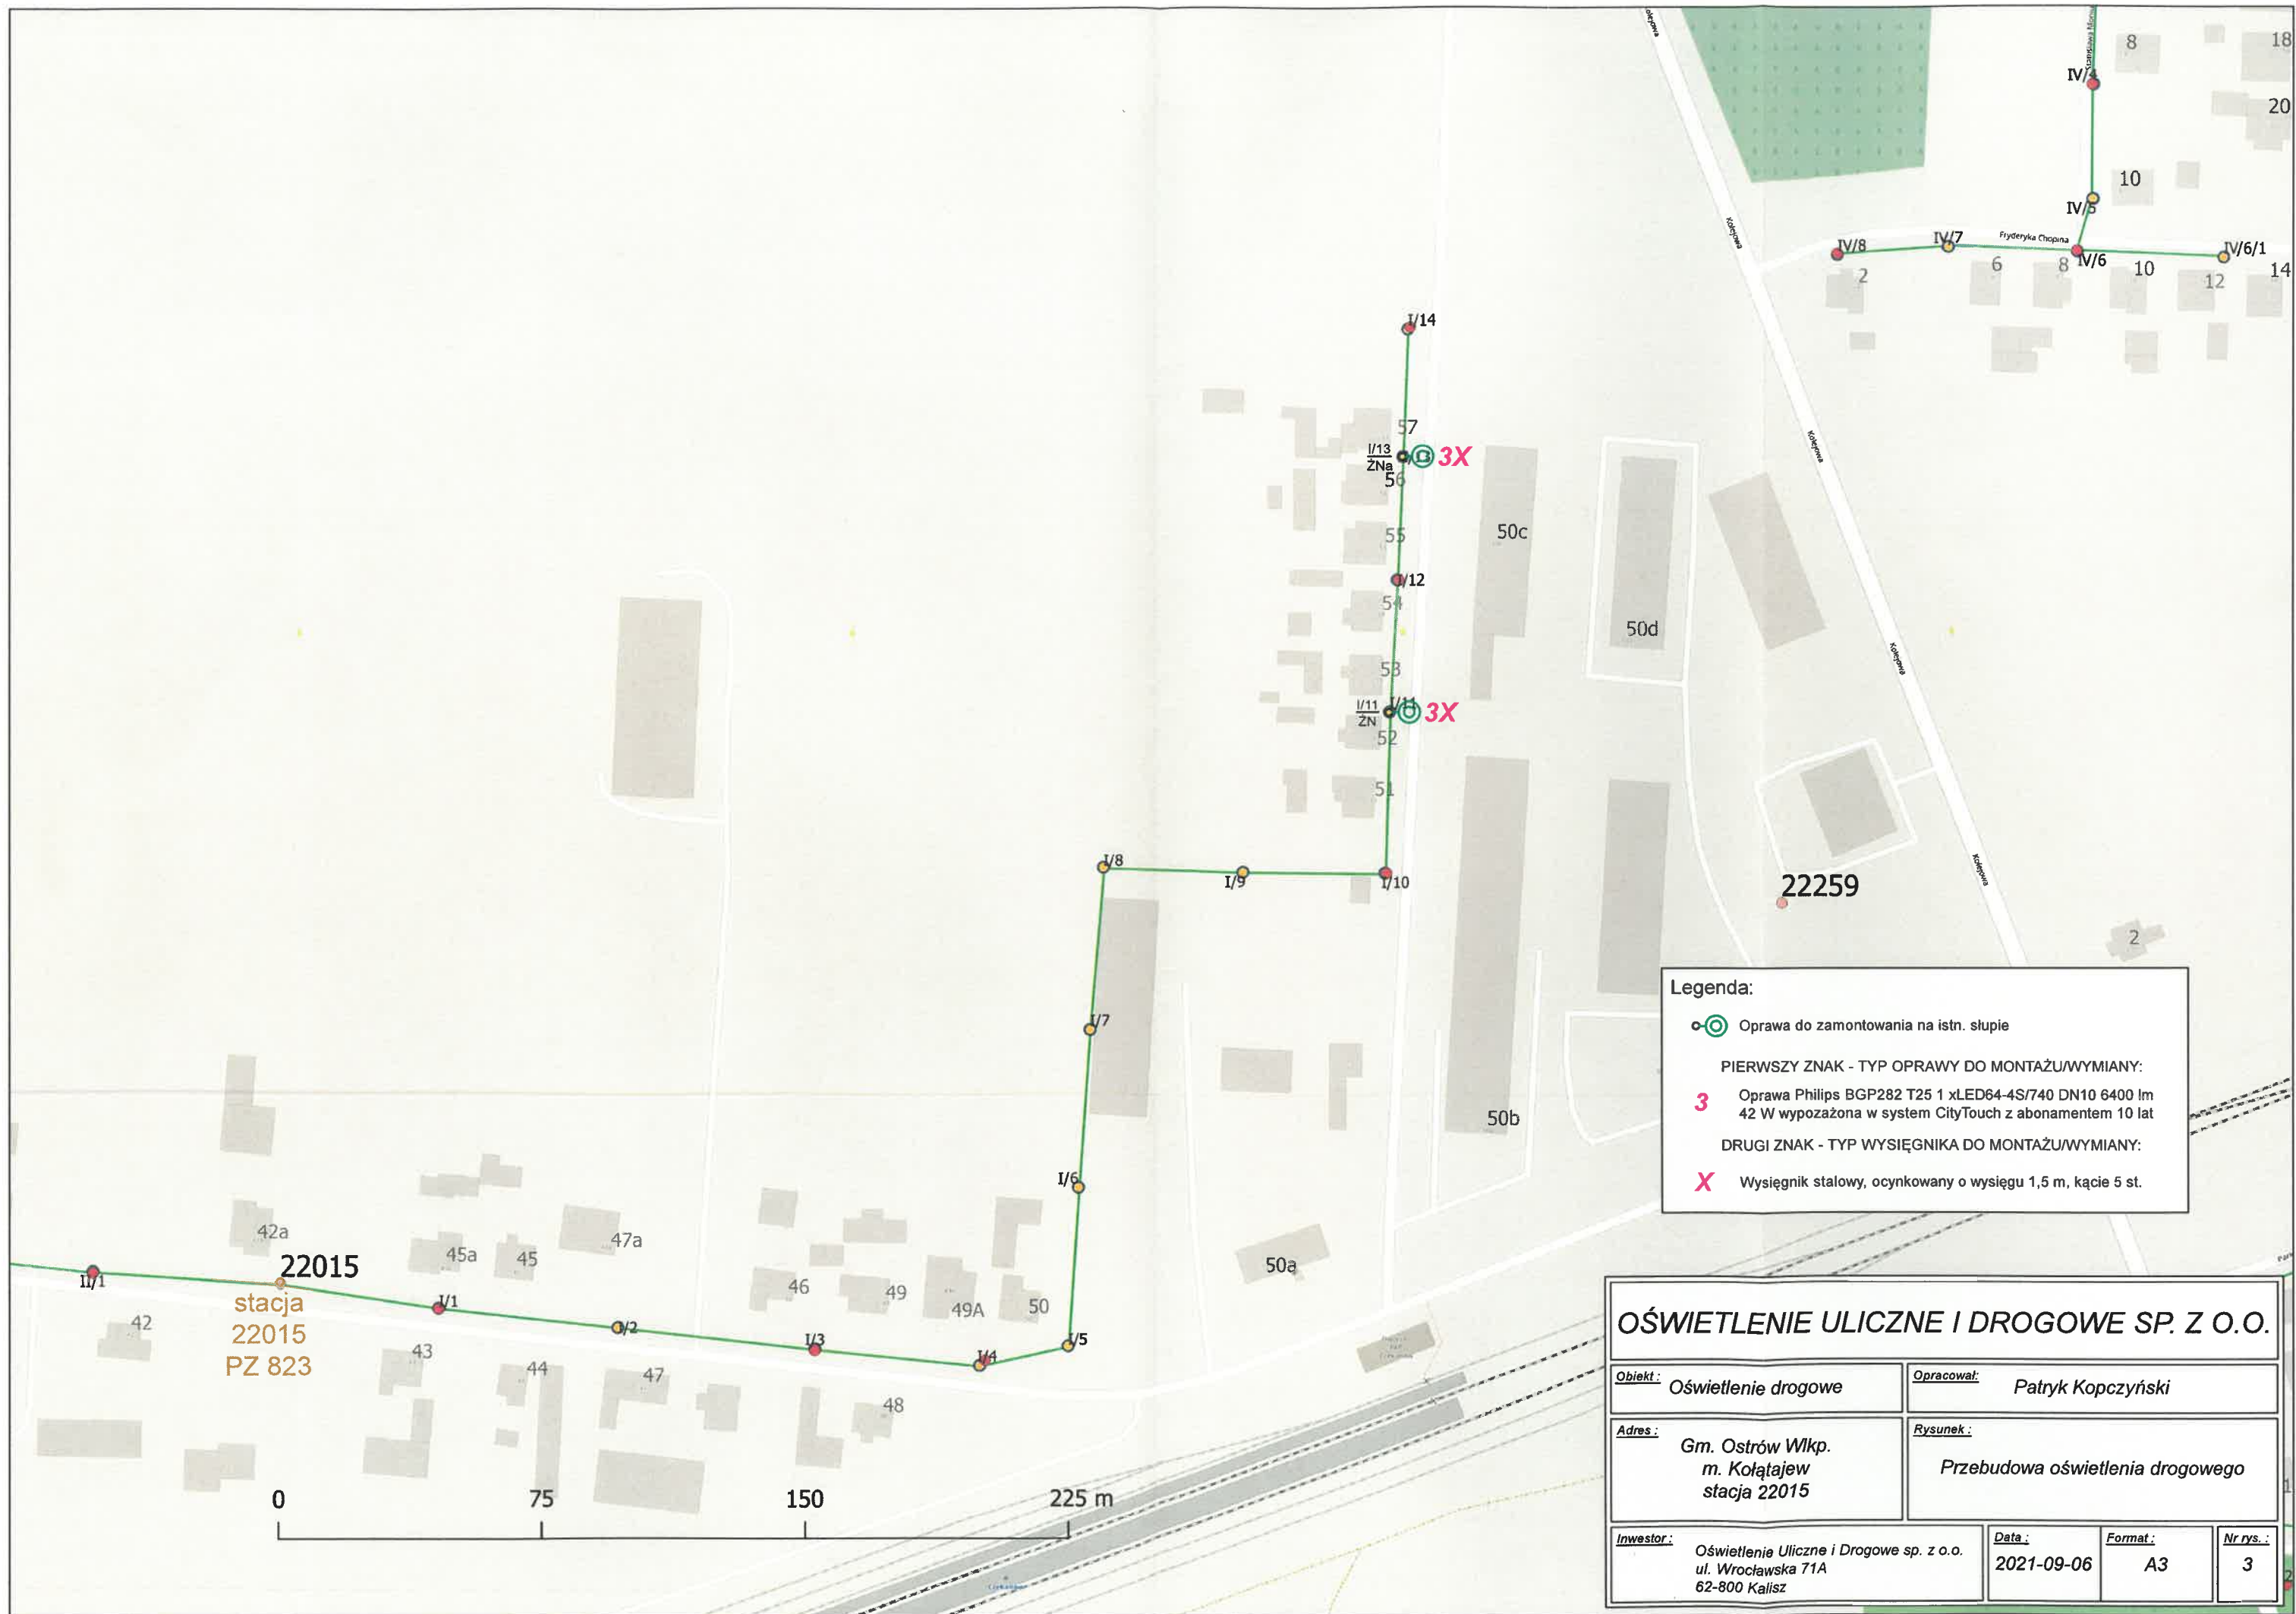 Kolejowa
8
18
IV/4
20
10
IV/5
Fryderyka Chopina
IV/8
IV/7
IV/6
IV/6/1
2
6
8
10
12
14
Kolejowa
I/14
57
I/13
ŻNa
3X
56
Kolejowa
55
50c
I/12
54
50d
Kolejowa
53
I/11
ŻN
I/11
3X
52
51
I/8
I/9
I/10
Kolejowa
22259
2
I/7
I/6
50b
Legenda:
Oprawa do zamontowania na istn. słupie
PIERWSZY ZNAK - TYP OPRAWY DO MONTAŻU/WYMIANY:
3
Oprawa Philips BGP282 T25 1 xLED64-4S/740 DN10 6400 lm
42 W wypozażona w system CityTouch z abonamentem 10 lat
DRUGI ZNAK - TYP WYSIĘGNIKA DO MONTAŻU/WYMIANY:
X
Wysięgnik stalowy, ocynkowany o wysięgu 1,5 m, kącie 5 st.
42a
45a
45
47a
50a
22015
II/1
stacja
22015
PZ 823
I/1
46
49
49A
50
42
I/2
I/3
I/4
I/5
43
44
47
48
0
75
150
225 m
OŚWIETLENIE ULICZNE I DROGOWE SP. Z O.O.
Obiekt :
Oświetlenie drogowe
Opracował:
Patryk Kopczyński
Adres :
Gm. Ostrów Wlkp.
m. Kołątajew
stacja 22015
Rysunek :
Przebudowa oświetlenia drogowego
Inwestor :
Oświetlenie Uliczne i Drogowe sp. z o.o.
ul. Wrocławska 71A
62-800 Kalisz
Data :
2021-09-06
Format :
A3
Nr rys. :
3